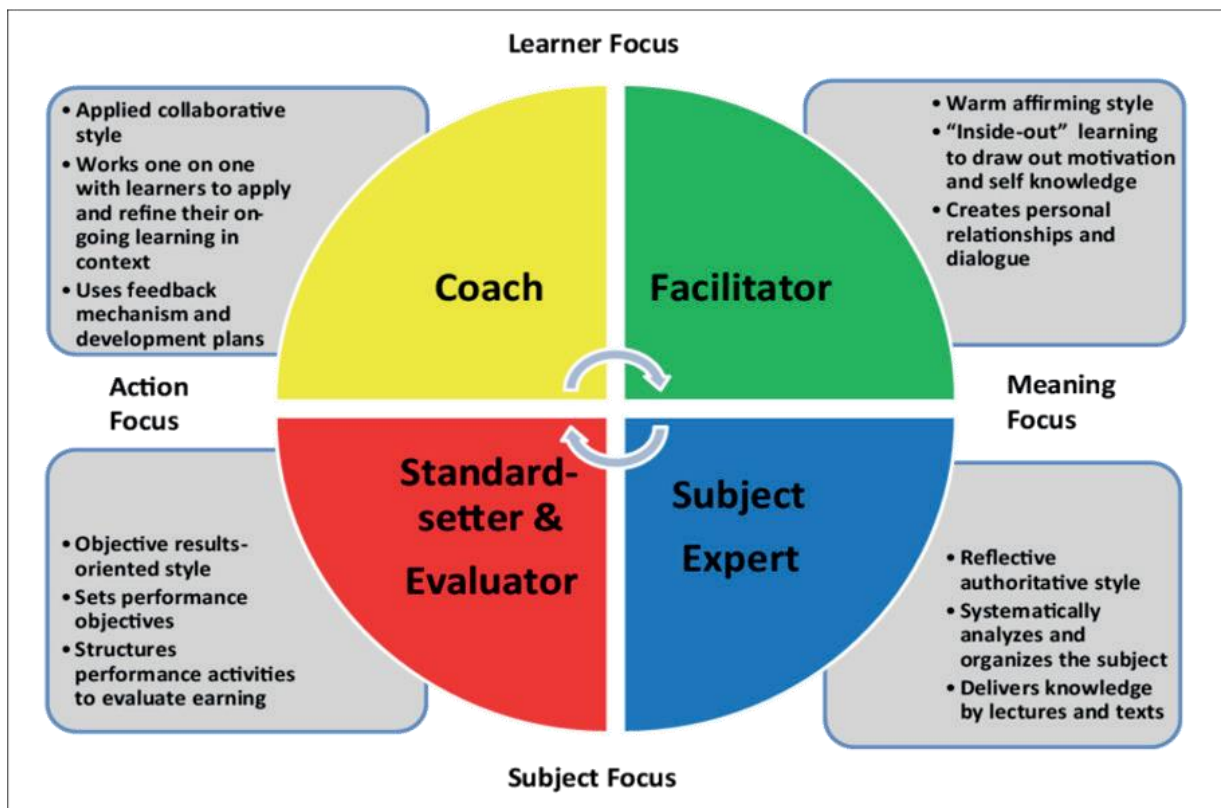 Learner Focus
• Applied collaborative
style
• Works one on one
with learners to apply
and refine their on-
going learning in
context
• Uses feedback
mechanism and
development plans
• Warm affirming style
• “Inside-out” learning
to draw out motivation
and self knowledge
• Creates personal
relationships and
dialogue
Coach
Facilitator
Action
Focus
Meaning
Focus
Standard-
setter &
Evaluator
Subject
Expert
• Objective results-
oriented style
• Sets performance
objectives
• Structures
performance activities
to evaluate earning
• Reflective
authoritative style
• Systematically
analyzes and
organizes the subject
• Delivers knowledge
by lectures and texts
Subject Focus